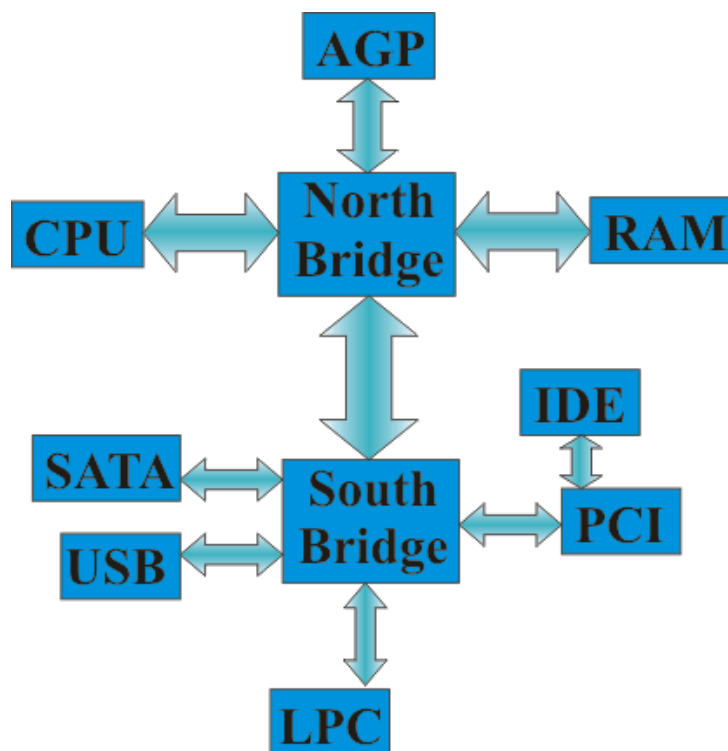 AGP
North
Bridge
CPU
RAM
IDE
SATA
South
Bridge
PCI
USB
LPC